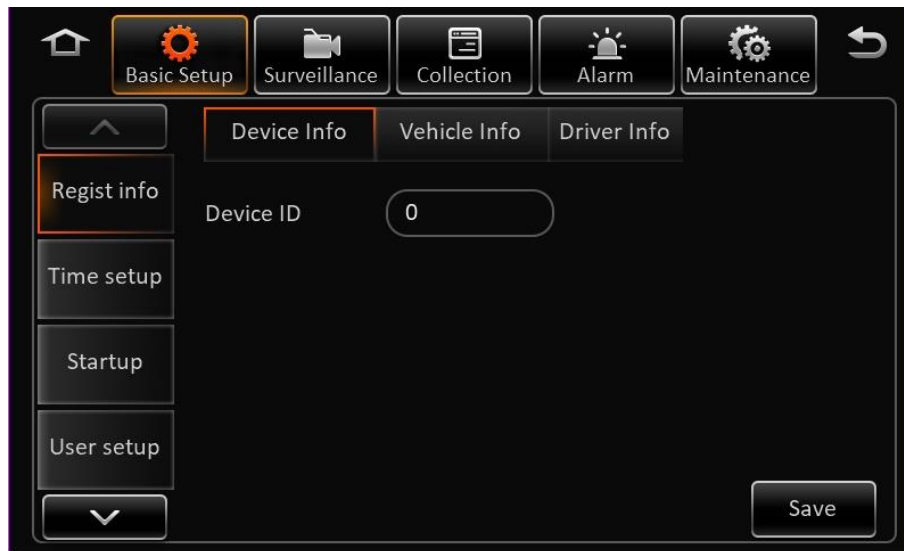 Basic Setup
Surveillance
Collection
Alarm
Maintenance
Device Info
Vehicle Info
Driver Info
Regist info
Device ID
0
Time setup
Startup
User setup
Save